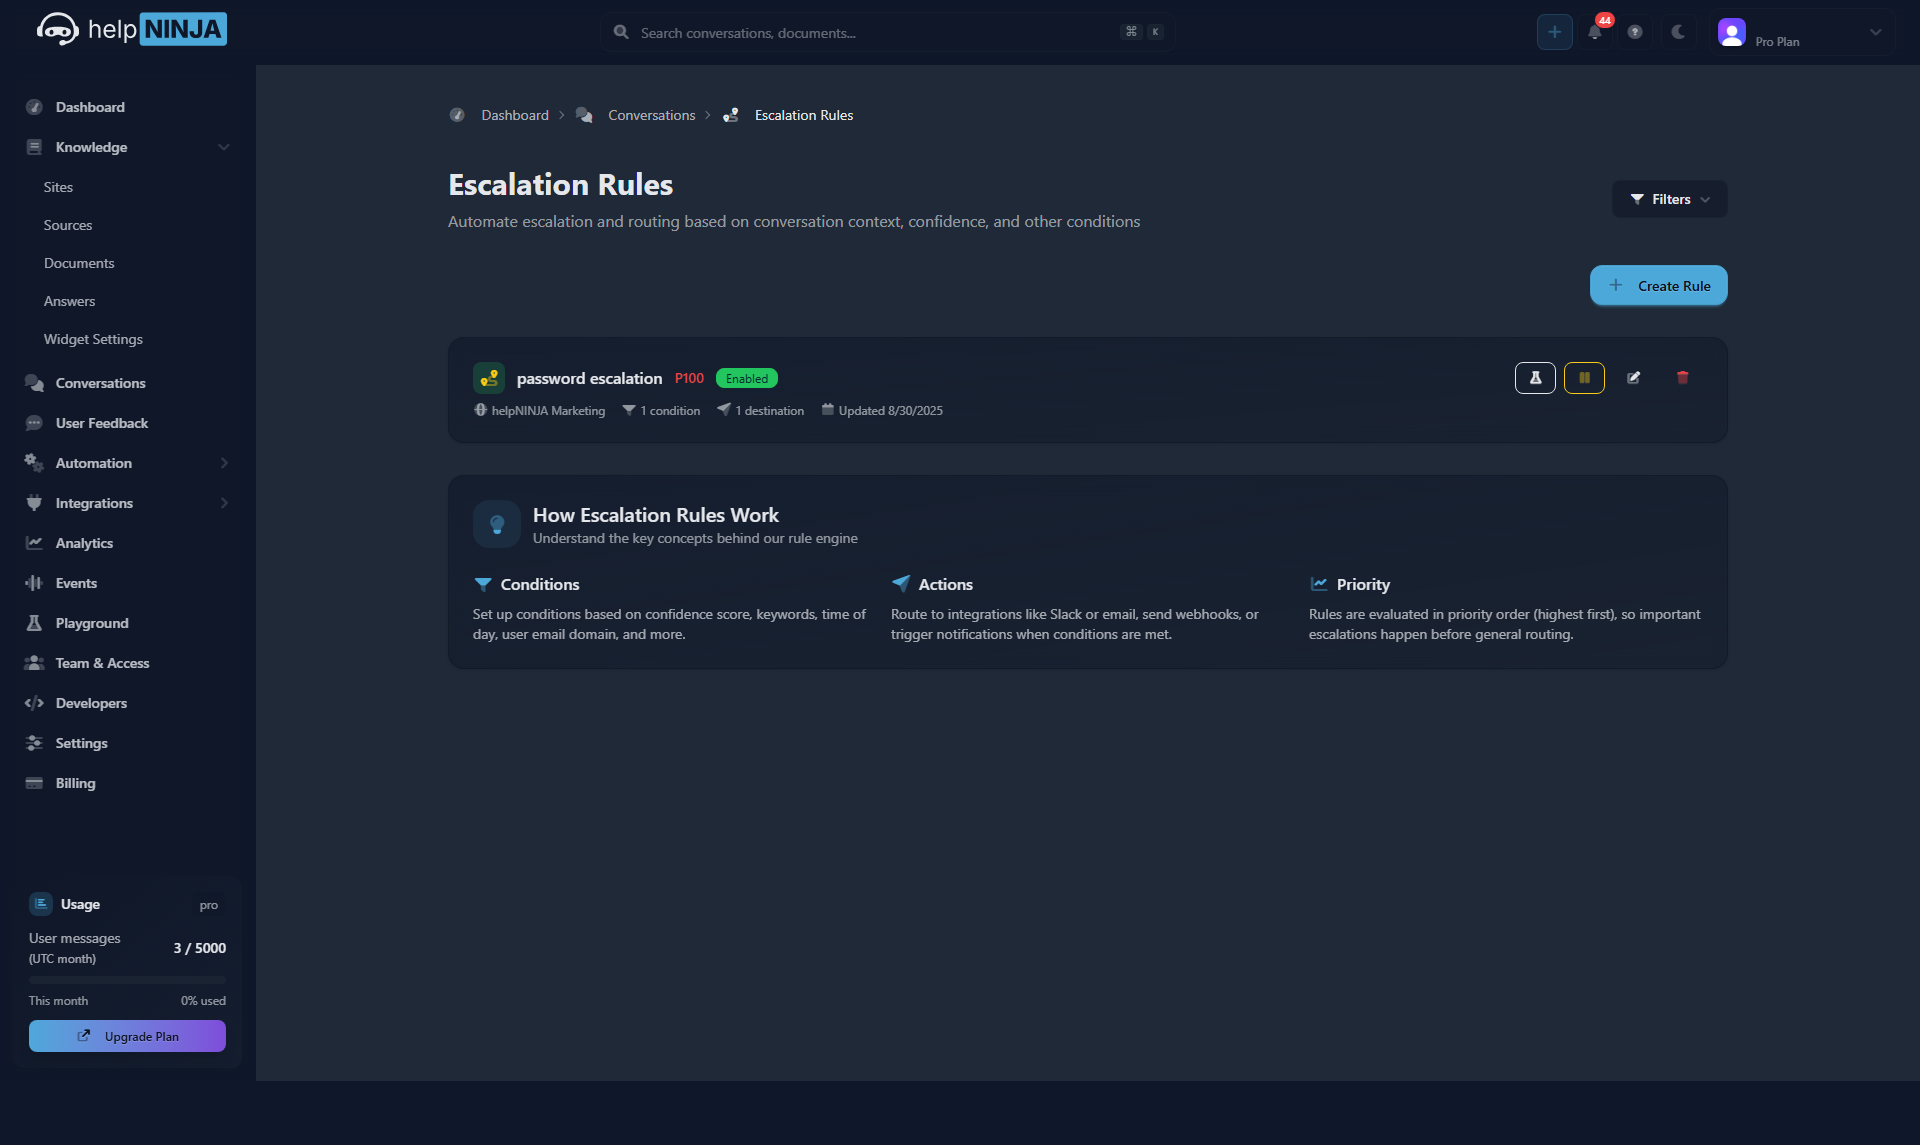 help NINJA
Search conversations, documents...
⌘ K
44
Pro Plan
Dashboard
Knowledge
Sites
Sources
Documents
Answers
Widget Settings
Conversations
User Feedback
Automation
Integrations
Analytics
Events
Playground
Team & Access
Developers
Settings
Billing
Usage pro
User messages
(UTC month)
3 / 5000
This month 0% used
Upgrade Plan
Dashboard > Conversations > Escalation Rules
Escalation Rules
Automate escalation and routing based on conversation context, confidence, and other conditions
Filters
Create Rule
password escalation P100 Enabled
helpNINJA Marketing 1 condition 1 destination Updated 8/30/2025
How Escalation Rules Work
Understand the key concepts behind our rule engine
Conditions
Set up conditions based on confidence score, keywords, time of
day, user email domain, and more.
Actions
Route to integrations like Slack or email, send webhooks, or
trigger notifications when conditions are met.
Priority
Rules are evaluated in priority order (highest first), so important
escalations happen before general routing.